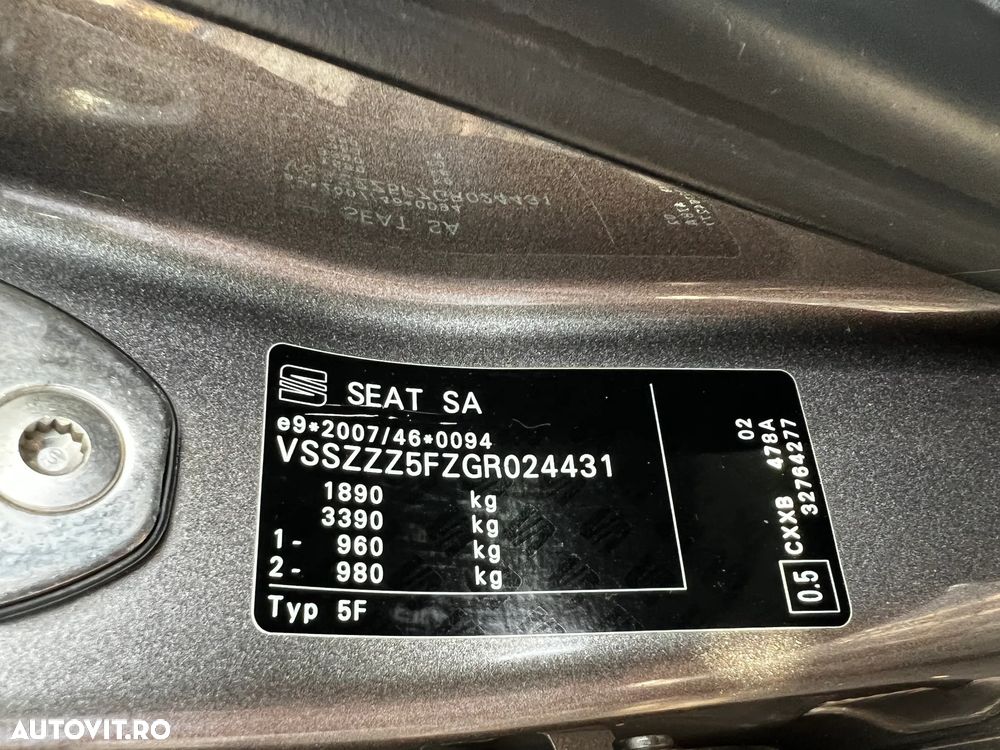 SEAT SA
e9*2007/46*0094
VSSZZZ5FZGR024431
1890 kg
3390 kg
1- 960 kg
2- 980 kg
Typ 5F
02
CXXB 478A
32764277
0.5
AUTOVIT.RO